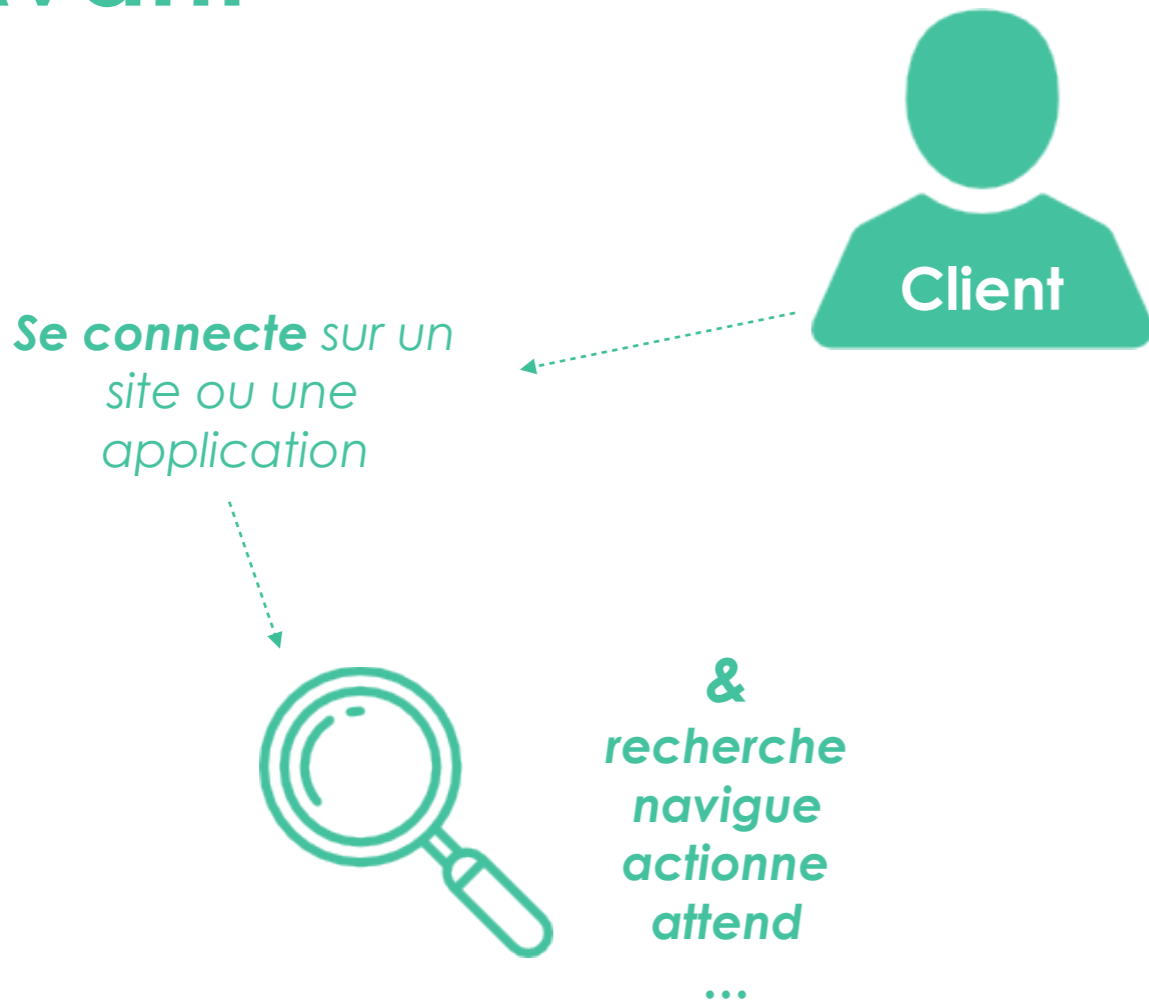 Client
Se connecte sur un
site ou une
application
&
recherche
navigue
actionne
attend
...